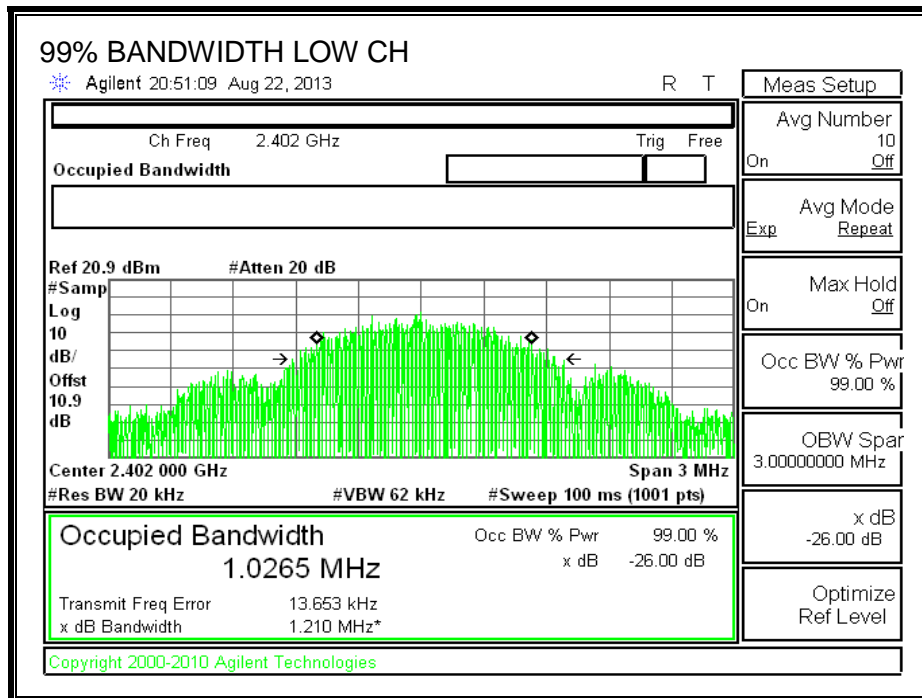 99% BANDWIDTH LOW CH
Agilent 20:51:09 Aug 22, 2013 R T
Ch Freq 2.402 GHz Trig Free
Occupied Bandwidth
Ref 20.9 dBm #Atten 20 dB
#Samp
Log
10
dB/
Offst
10.9
dB
Center 2.402 000 GHz Span 3 MHz
#Res BW 20 kHz #VBW 62 kHz #Sweep 100 ms (1001 pts)
Occupied Bandwidth
1.0265 MHz
Occ BW % Pwr 99.00 %
x dB -26.00 dB
Transmit Freq Error 13.653 kHz
x dB Bandwidth 1.210 MHz*
Copyright 2000-2010 Agilent Technologies
Meas Setup
Avg Number
10
On Off
Avg Mode
Exp Repeat
Max Hold
On Off
Occ BW % Pwr
99.00 %
OBW Span
3.00000000 MHz
x dB
-26.00 dB
Optimize
Ref Level